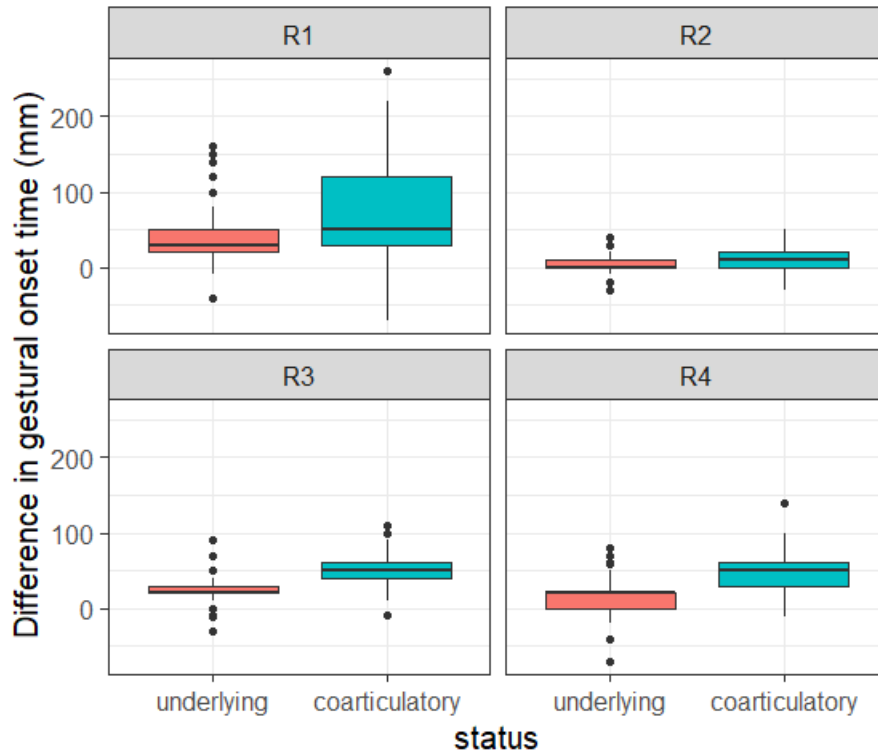 R1
R2
200
100
0
R3
R4
200
100
0
underlying
coarticulatory
underlying
coarticulatory
status
Difference in gestural onset time (mm)